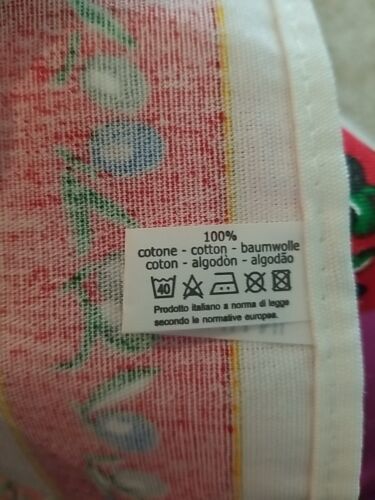 100%
cotone - cotton - baumwolle
coton - algodòn - algodão
40
Prodotto italiano a norma di legge
secondo le normative europee.